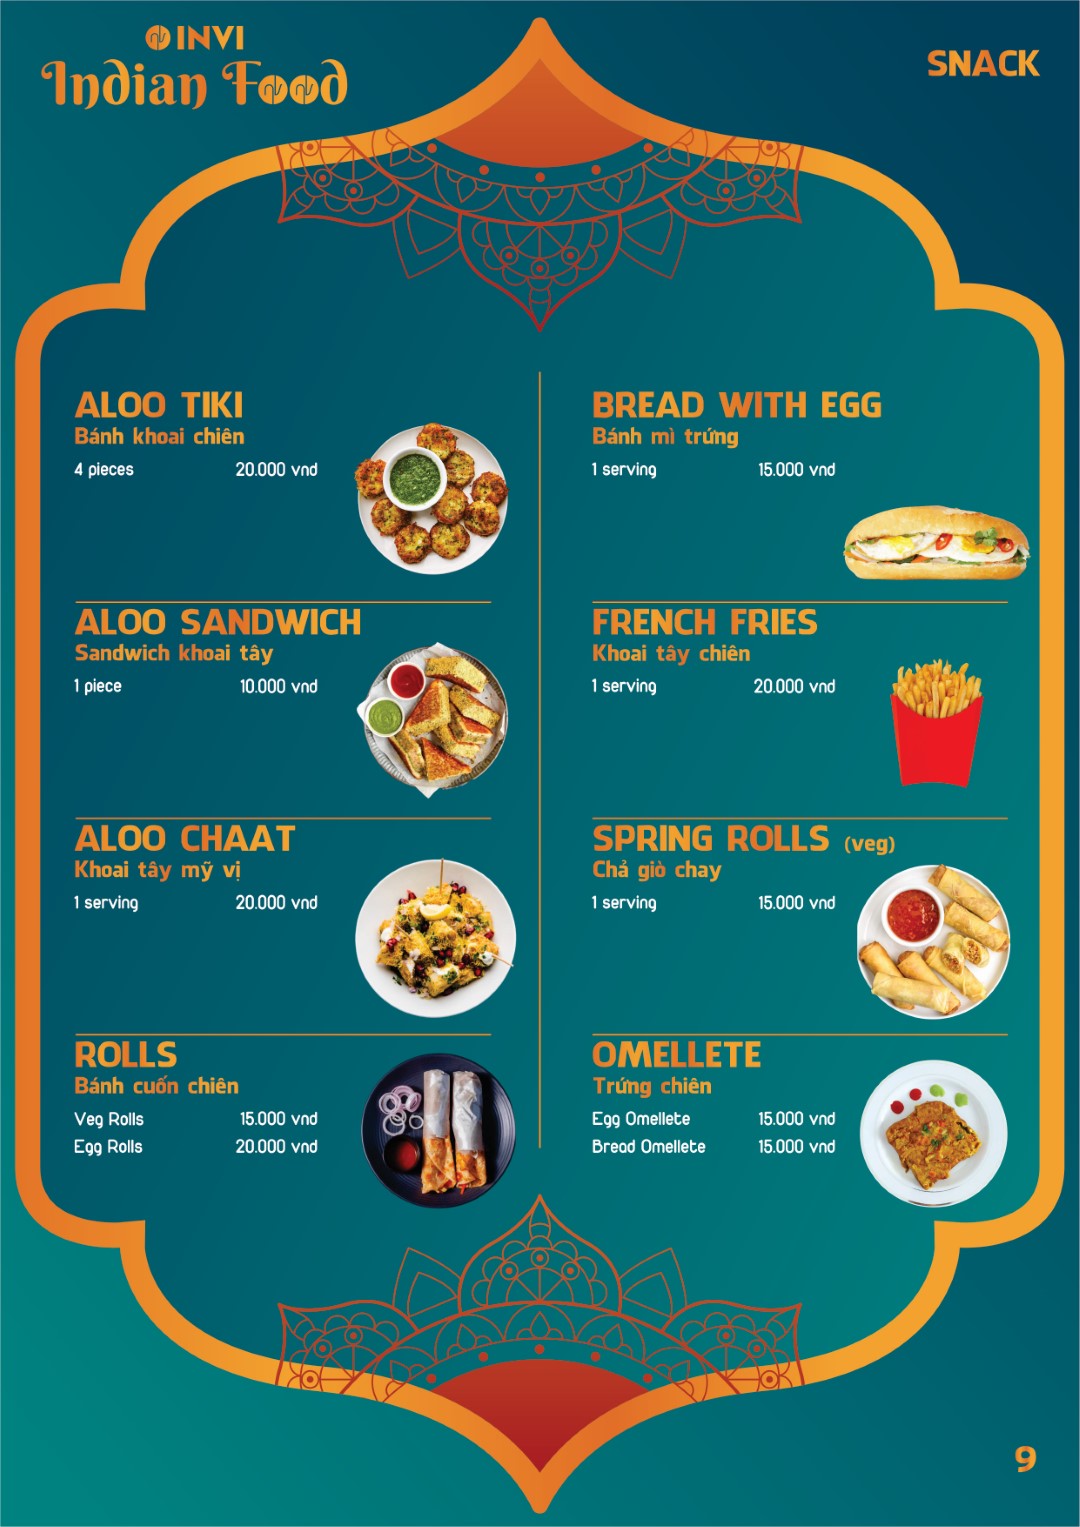 INVI
Indian Food
SNACK
ALOO TIKI
Bánh khoai chiên
4 pieces 20.000 vnd
ALOO SANDWICH
Sandwich khoai tây
1 piece 10.000 vnd
ALOO CHAAT
Khoai tây mỹ vị
1 serving 20.000 vnd
ROLLS
Bánh cuốn chiên
Veg Rolls 15.000 vnd
Egg Rolls 20.000 vnd
BREAD WITH EGG
Bánh mì trứng
1 serving 15.000 vnd
FRENCH FRIES
Khoai tây chiên
1 serving 20.000 vnd
SPRING ROLLS (veg)
Chả giò chay
1 serving 15.000 vnd
OMELLETE
Trứng chiên
Egg Omellete 15.000 vnd
Bread Omellete 15.000 vnd
9